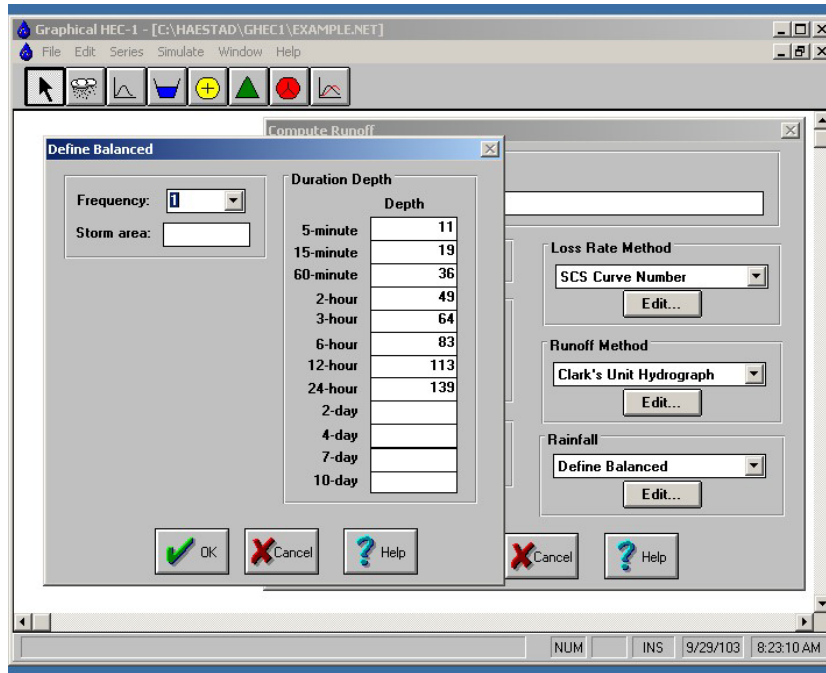 Graphical HEC-1 - [C:\HAESTAD\GHEC1\EXAMPLE.NET]
File Edit Series Simulate Window Help
Compute Runoff
Define Balanced
Frequency: 1
Storm area:
Duration Depth
Depth
5-minute 11
15-minute 19
60-minute 36
2-hour 49
3-hour 64
6-hour 83
12-hour 113
24-hour 139
2-day
4-day
7-day
10-day
OK
Cancel
Help
Loss Rate Method
SCS Curve Number
Edit...
Runoff Method
Clark's Unit Hydrograph
Edit...
Rainfall
Define Balanced
Edit...
Cancel
Help
NUM INS 9/29/103 8:23:10 AM